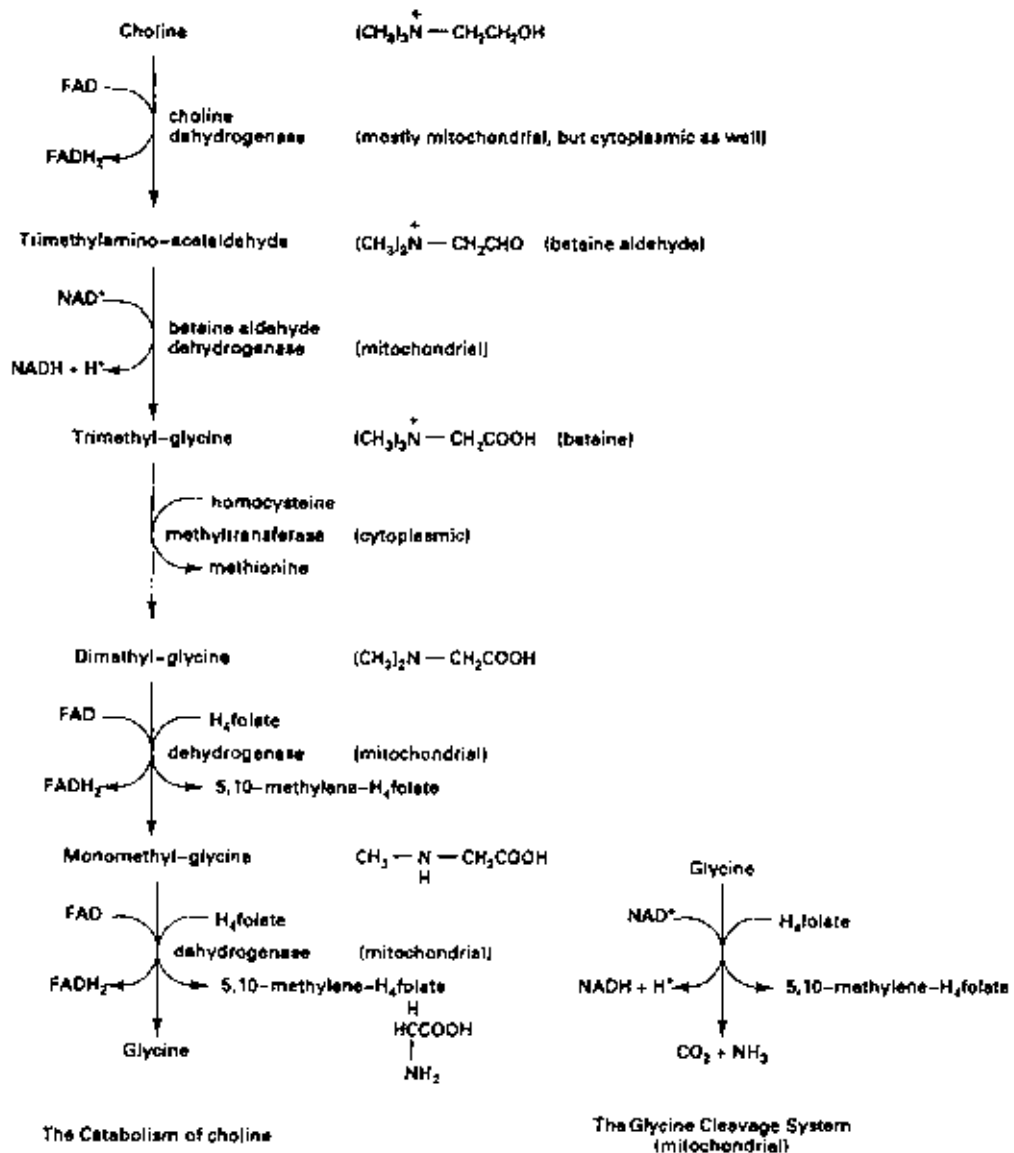 Choline (CH₃)₃N⁺ — CH₂CH₂OH
FAD
choline
dehydrogenase (mostly mitochondrial, but cytoplasmic as well)
FADH₂
Trimethylamino-acetaldehyde (CH₃)₃N⁺ — CH₂CHO (betaine aldehyde)
NAD⁺
betaine aldehyde
dehydrogenase (mitochondrial)
NADH + H⁺
Trimethyl-glycine (CH₃)₃N⁺ — CH₂COOH (betaine)
homocysteine
methyltransferase (cytoplasmic)
methionine
Dimethyl-glycine (CH₃)₂N — CH₂COOH
FAD H₄folate
dehydrogenase (mitochondrial)
FADH₂ 5,10-methylene-H₄folate
Monomethyl-glycine CH₃ — N — CH₂COOH
H
FAD H₄folate
dehydrogenase (mitochondrial)
FADH₂ 5,10-methylene-H₄folate
H
Glycine HCCOOH
NH₂
The Catabolism of choline
Glycine
NAD⁺ H₄folate
NADH + H⁺ 5,10-methylene-H₄folate
CO₂ + NH₃
The Glycine Cleavage System
(mitochondrial)